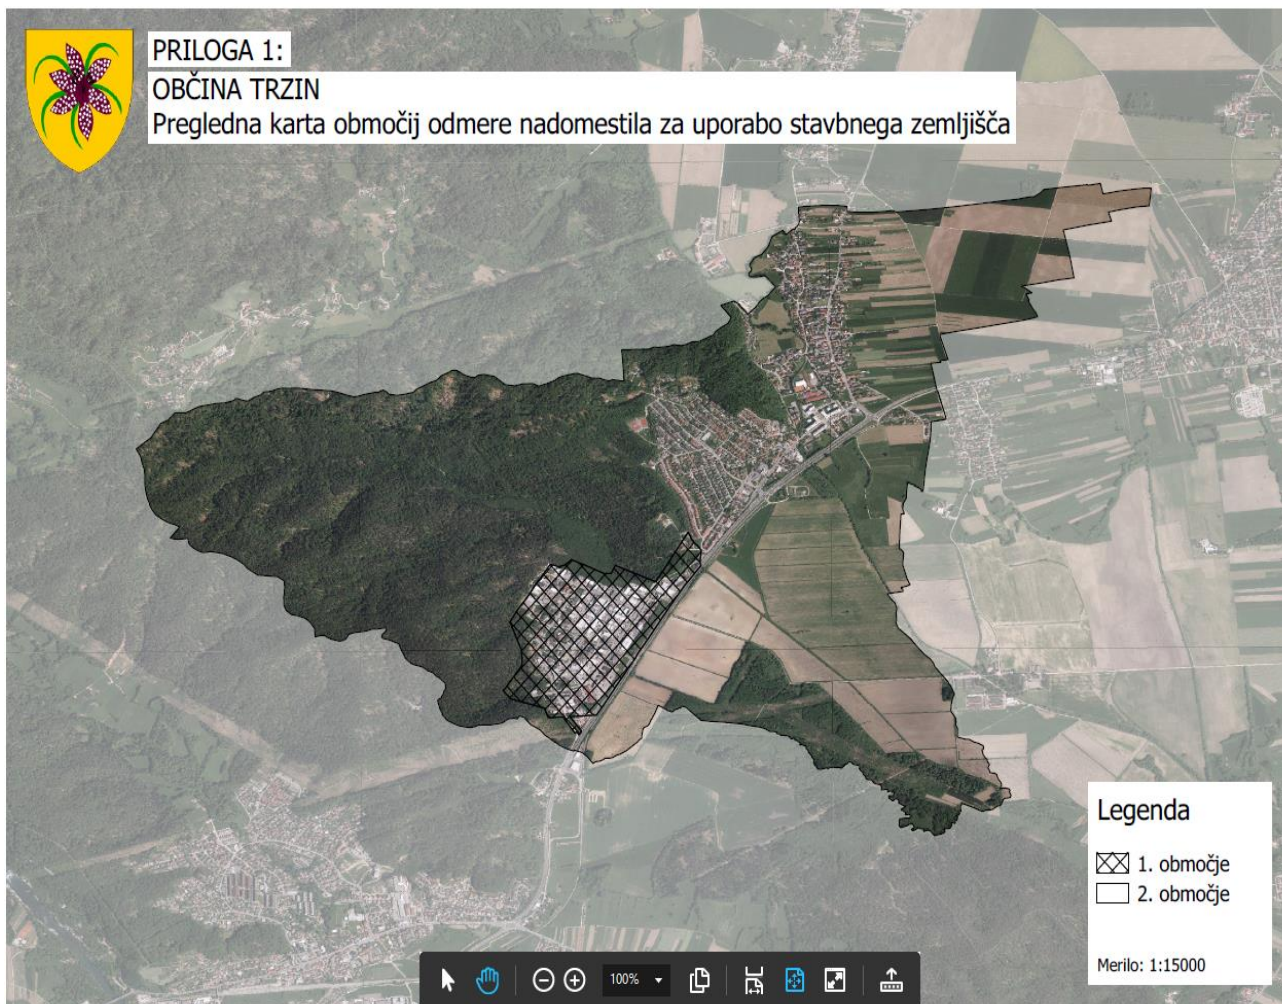 PRILOGA 1:
OBČINA TRZIN
Pregledna karta območij odmere nadomestila za uporabo stavbnega zemljišča
Legenda
1. območje
2. območje
Merilo: 1:15000
100%